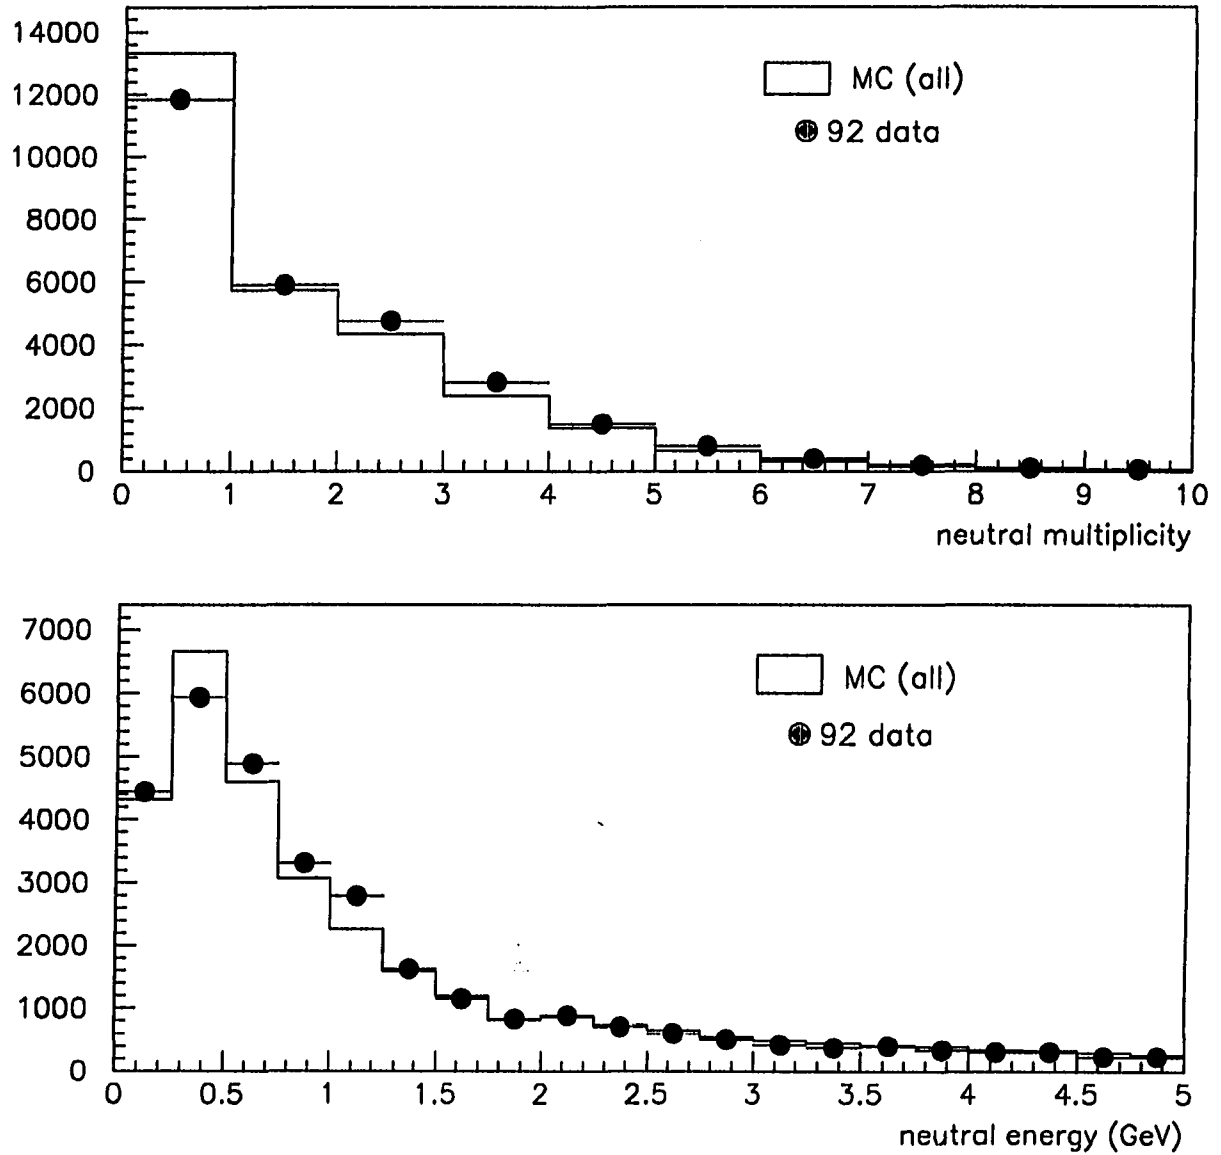 14000
12000
10000
8000
6000
4000
2000
0
MC (all)
92 data
0 1 2 3 4 5 6 7 8 9 10
neutral multiplicity
7000
6000
5000
4000
3000
2000
1000
0
MC (all)
92 data
0 0.5 1 1.5 2 2.5 3 3.5 4 4.5 5
neutral energy (GeV)